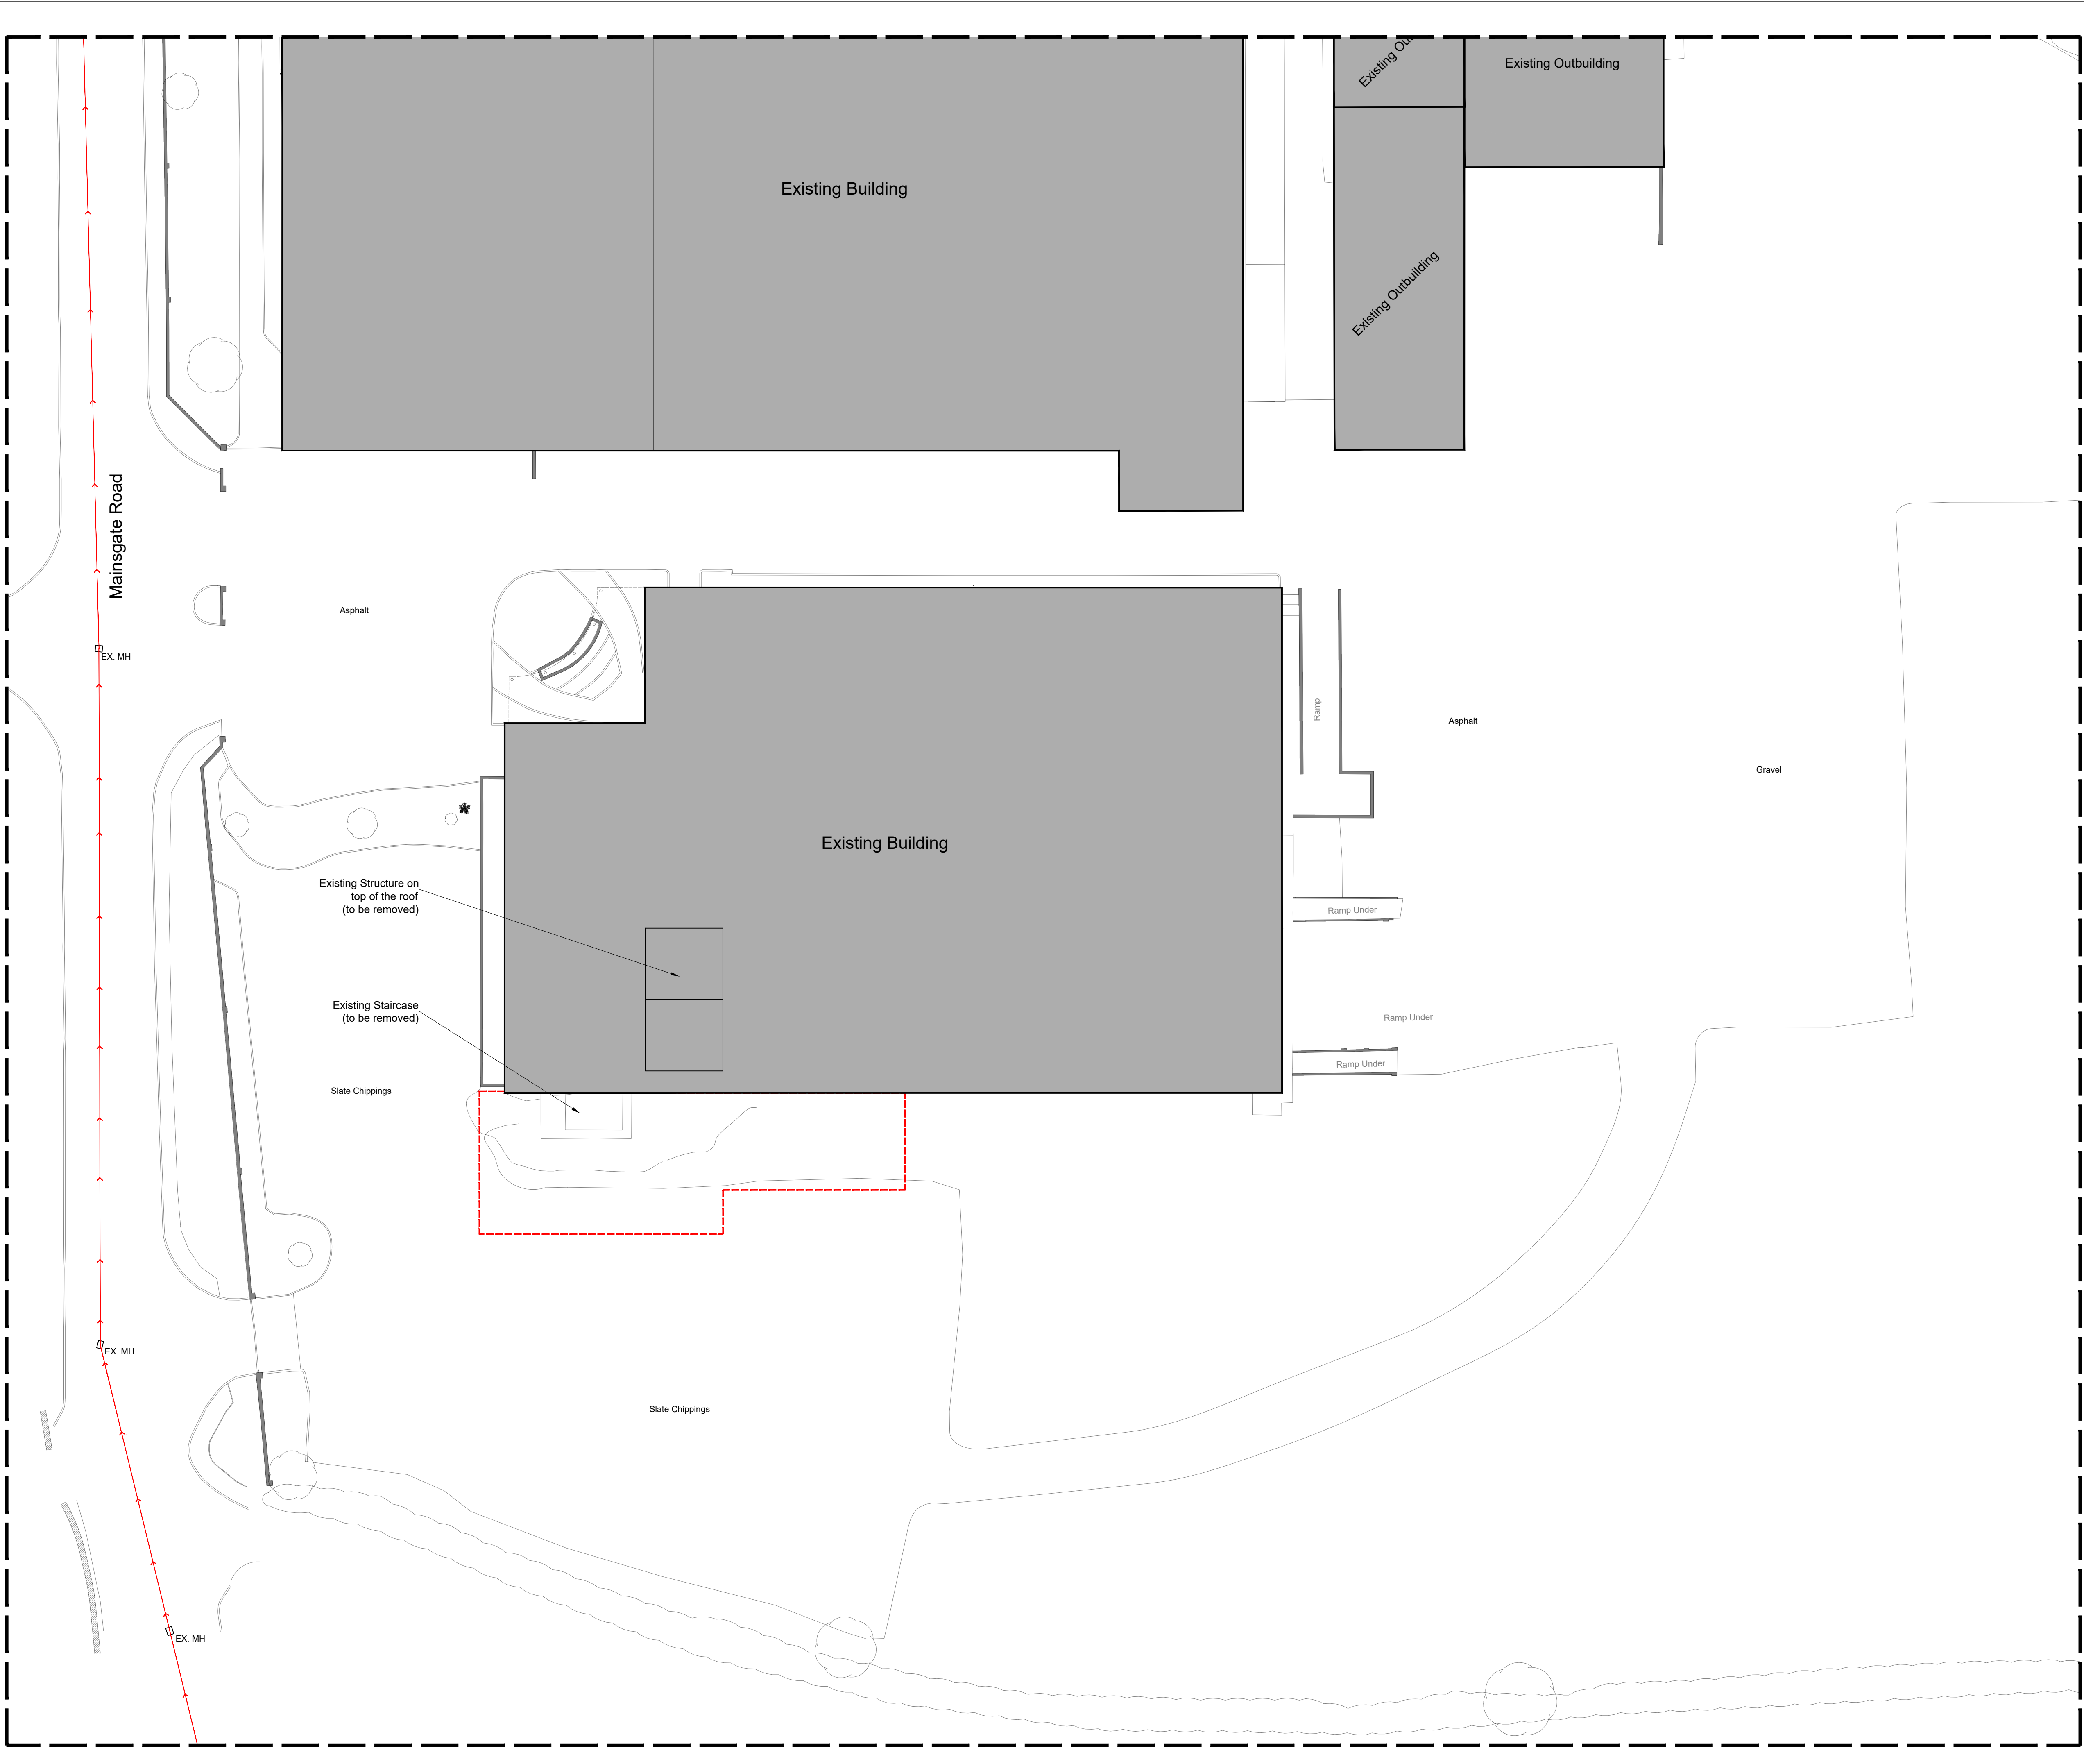 Existing Outbuilding
Existing
Existing Building
Existing Outbuilding
Mainsgate Road
Asphalt
EX. MH
Ramp
Asphalt
Gravel
Existing Building
Existing Structure on
top of the roof
(to be removed)
Ramp Under
Existing Staircase
(to be removed)
Ramp Under
Ramp Under
Slate Chippings
EX. MH
Slate Chippings
EX. MH